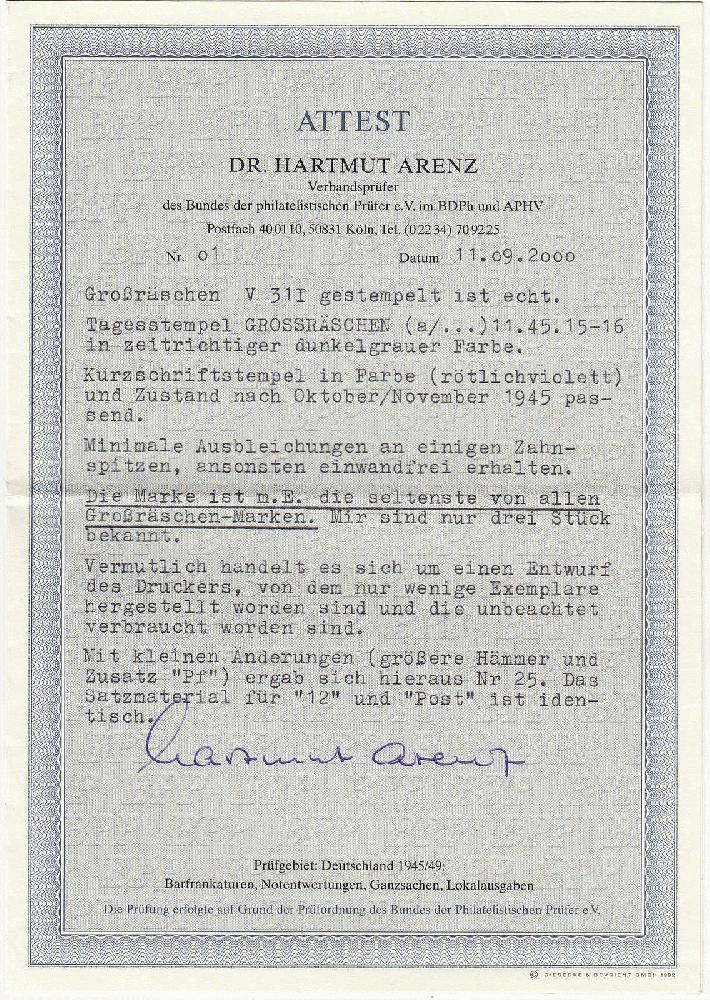 ATTEST
DR. HARTMUT ARENZ
Verbandsprüfer
des Bundes der philatelistischen Prüfer e.V. im BDPh und APHV
Postfach 400110, 50831 Köln, Tel. (02234) 709225
Nr. 01 Datum 11.09.2000
Großräschen V 31I gestempelt ist echt.
Tagesstempel GROSSRÄSCHEN (a/...)11.45.15-16
in zeitrichtiger dunkelgrauer Farbe.
Kurzschriftstempel in Farbe (rötlichviolett)
und Zustand nach Oktober/November 1945 pas-
send.
Minimale Ausbleichungen an einigen Zahn-
spitzen, ansonsten einwandfrei erhalten.
Die Marke ist m.E. die seltenste von allen
Großräschen-Marken. Mir sind nur drei Stück
bekannt.
Vermutlich handelt es sich um einen Entwurf
des Druckers, von dem nur wenige Exemplare
hergestellt worden sind und die unbeachtet
verbraucht worden sind.
Mit kleinen Änderungen (größere Hämmer und
Zusatz "Pf") ergab sich hieraus Nr 25. Das
Satzmaterial für "12" und "Post" ist iden-
tisch.
Hartmut Arenz
Prüfgebiet: Deutschland 1945/49:
Barfrankaturen, Notentwertungen, Ganzsachen, Lokalausgaben
Die Prüfung erfolgte auf Grund der Prüfordnung des Bundes der Philatelistischen Prüfer e.V.
© GIESECKE & DEVRIENT GMBH 1992